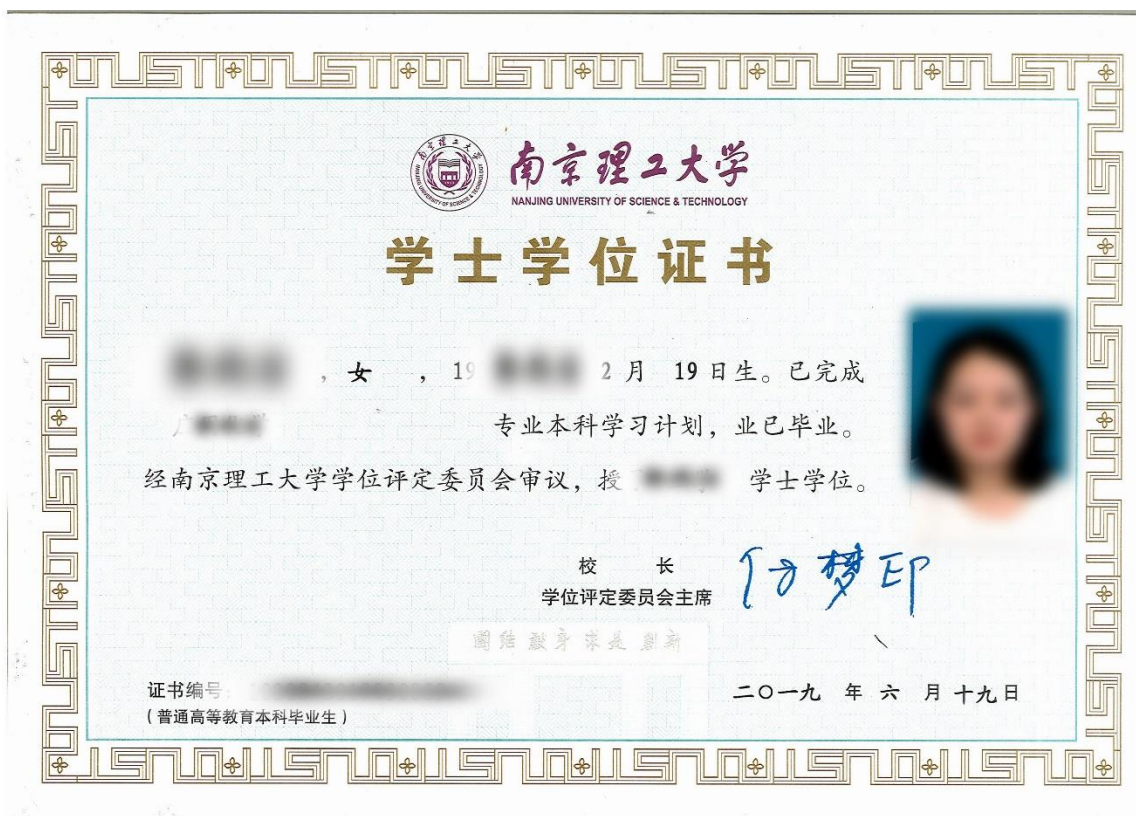 南京理工大学
NANJING UNIVERSITY OF SCIENCE & TECHNOLOGY
学士学位证书
,女 ,19 2月 19日生。已完成
专业本科学习计划，业已毕业。
经南京理工大学学位评定委员会审议，授 学士学位。
校 长
学位评定委员会主席
付梦印
團结 献身 求是 创新
证书编号:
(普通高等教育本科毕业生)
二○一九 年 六 月 十九日